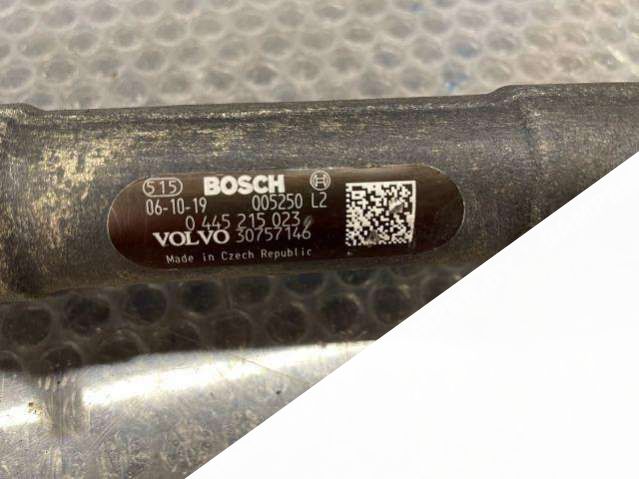 515 BOSCH
06-10-19 005250 L2
0 445 215 023
VOLVO 30757146
Made in Czech Republic